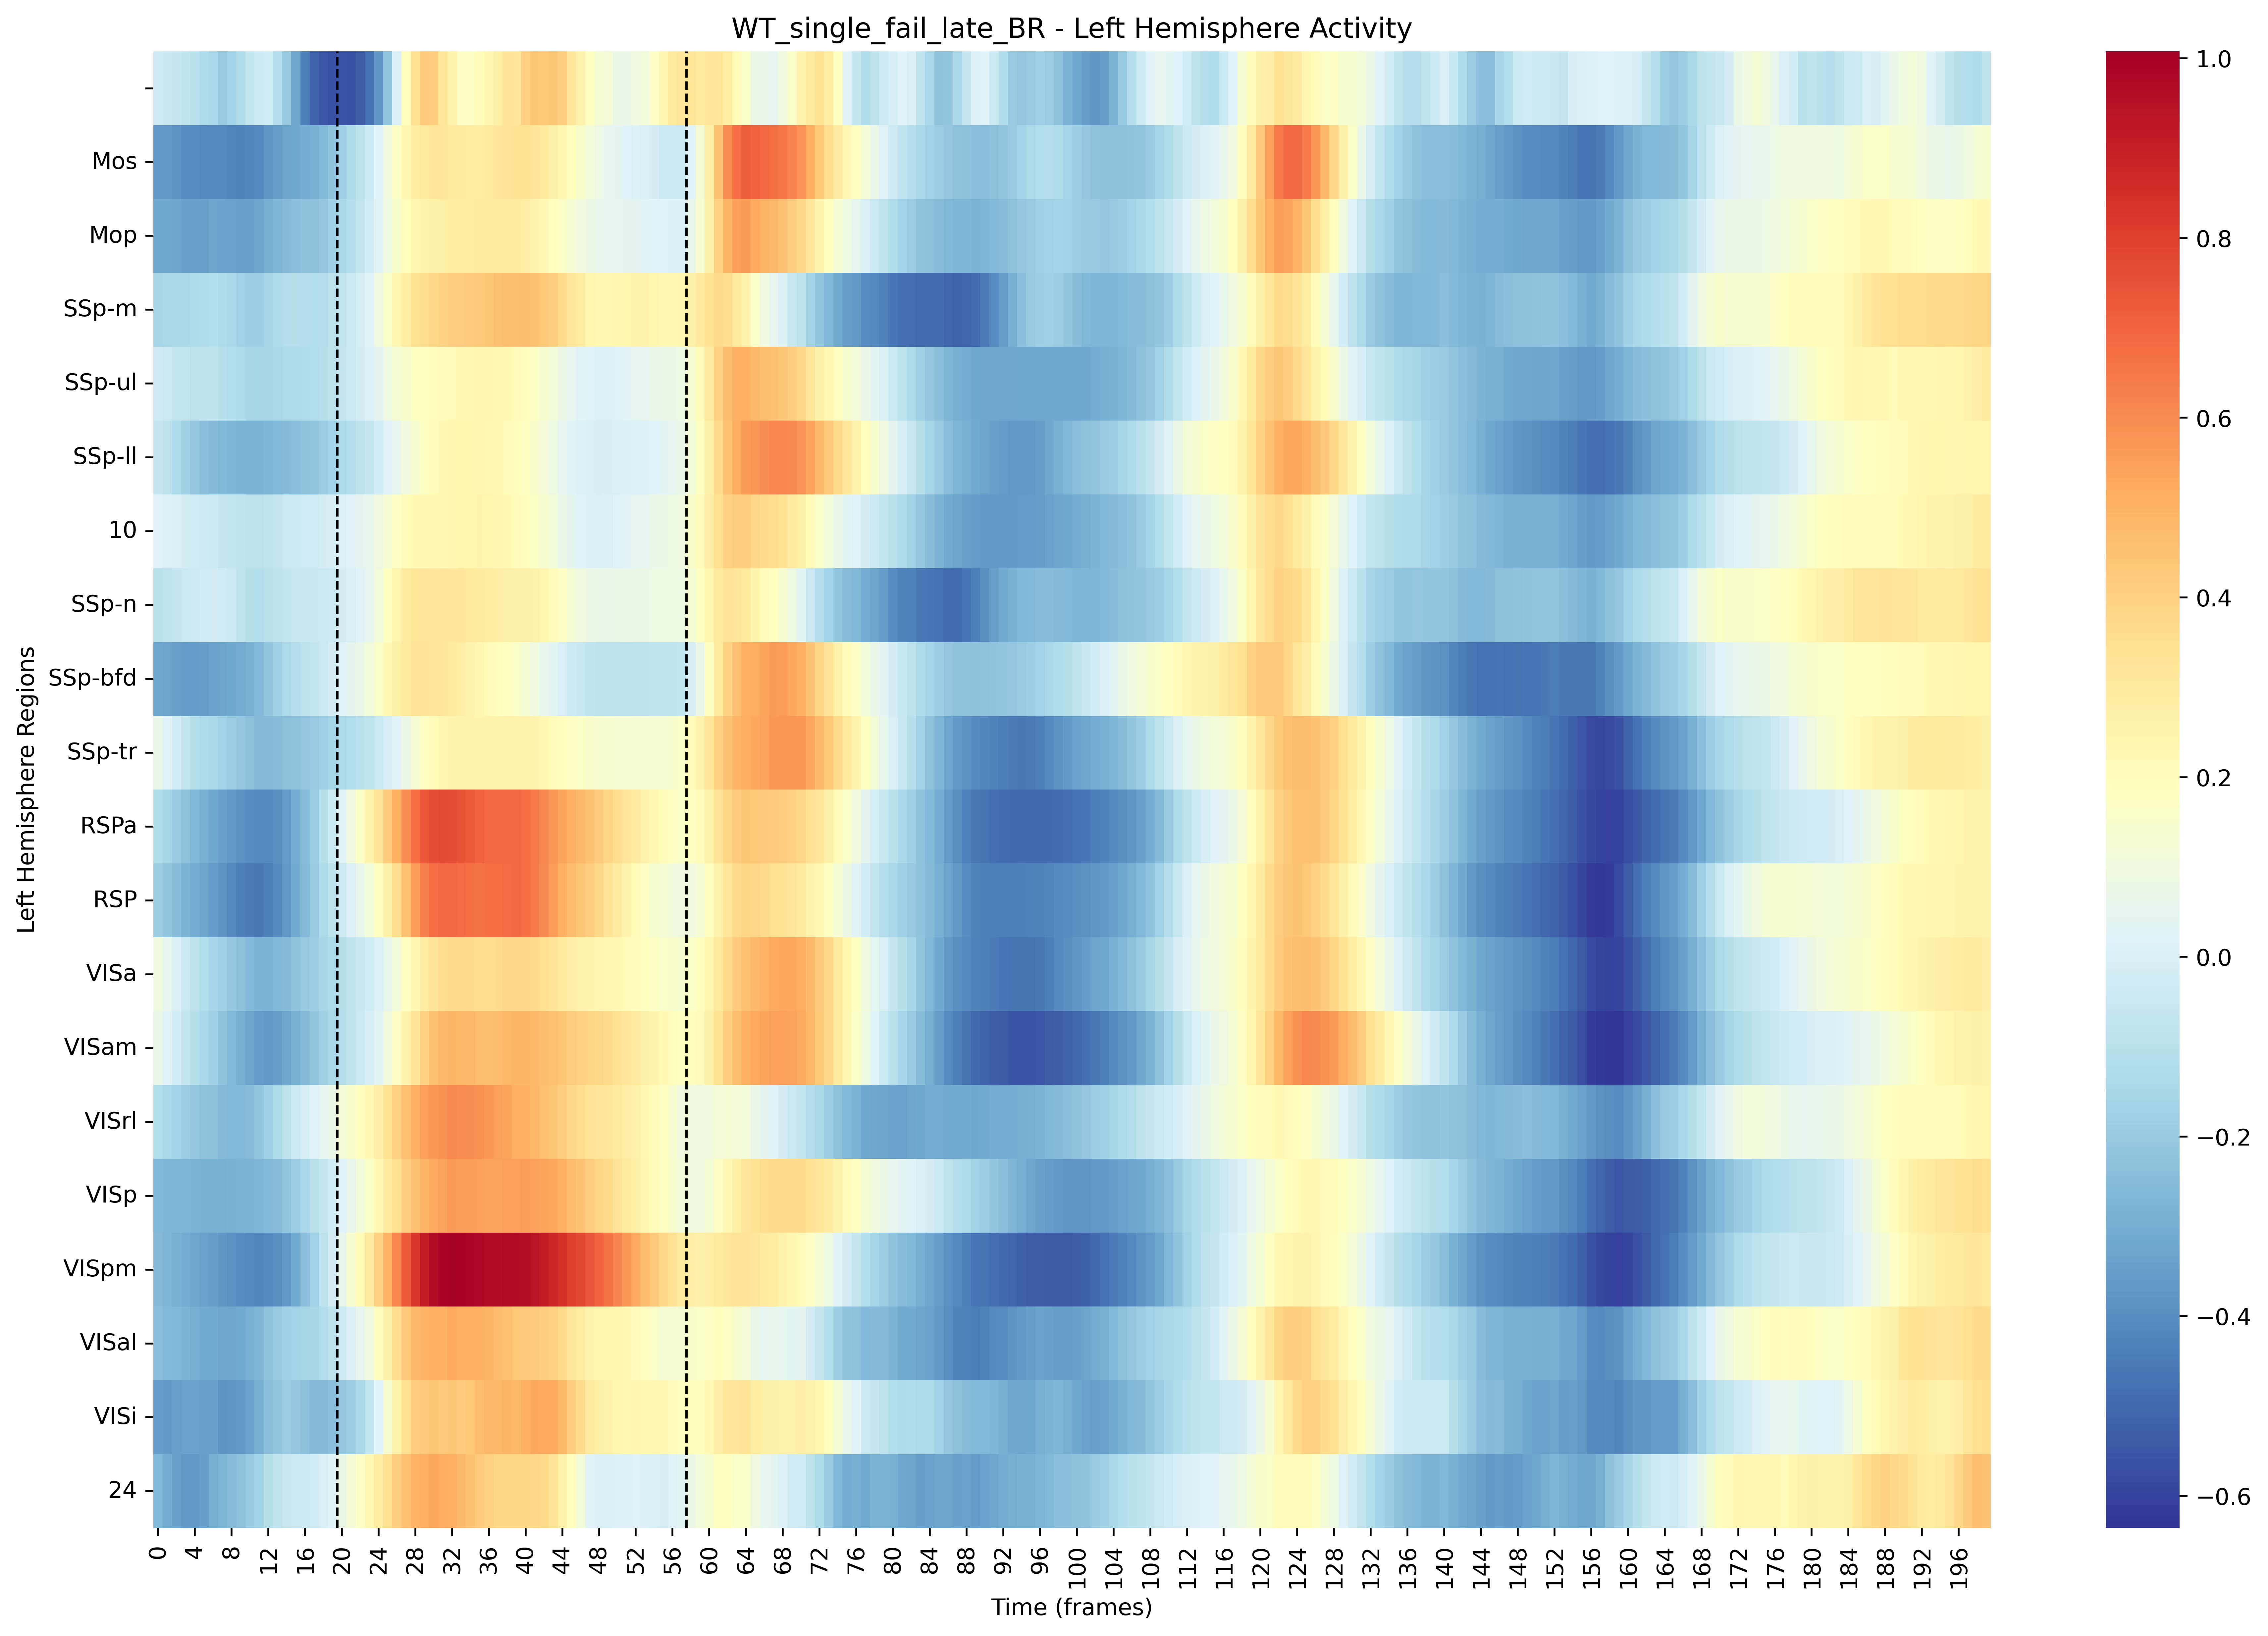 WT_single_fail_late_BR - Left Hemisphere Activity
Left Hemisphere Regions
Mos
Mop
SSp-m
SSp-ul
SSp-ll
10
SSp-n
SSp-bfd
SSp-tr
RSPa
RSP
VISa
VISam
VISrl
VISp
VISpm
VISal
VISi
24
0 4 8 12 16 20 24 28 32 36 40 44 48 52 56 60 64 68 72 76 80 84 88 92 96 100 104 108 112 116 120 124 128 132 136 140 144 148 152 156 160 164 168 172 176 180 184 188 192 196
Time (frames)
1.0
0.8
0.6
0.4
0.2
0.0
−0.2
−0.4
−0.6